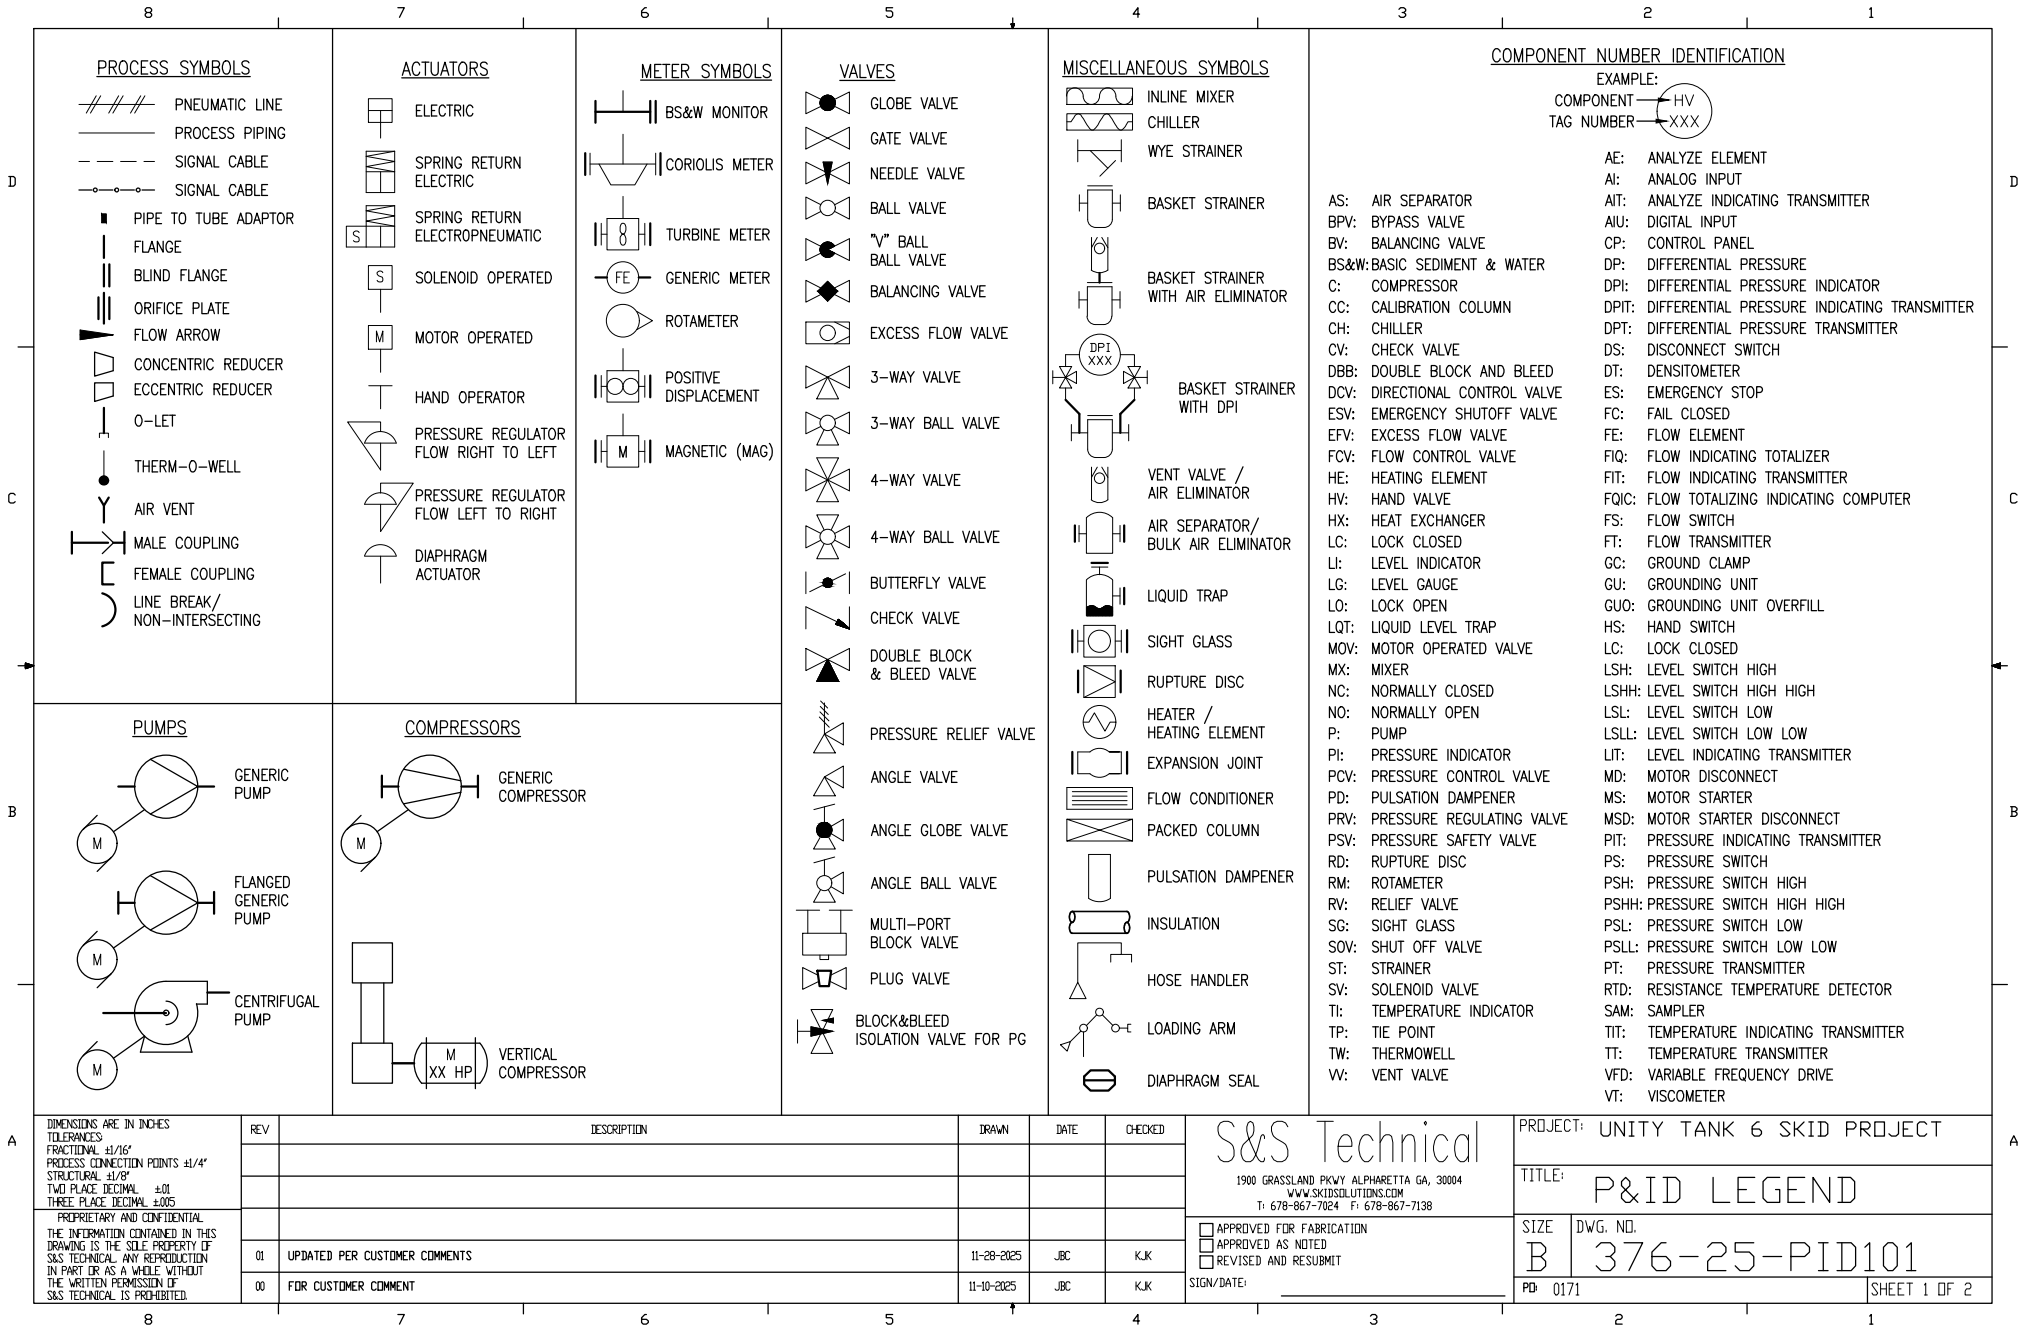 8 7 6 5 4 3 2 1
D
C
B
A
PROCESS SYMBOLS
PNEUMATIC LINE
PROCESS PIPING
SIGNAL CABLE
SIGNAL CABLE
PIPE TO TUBE ADAPTOR
FLANGE
BLIND FLANGE
ORIFICE PLATE
FLOW ARROW
CONCENTRIC REDUCER
ECCENTRIC REDUCER
O-LET
THERM-O-WELL
AIR VENT
MALE COUPLING
FEMALE COUPLING
LINE BREAK/
NON-INTERSECTING
ACTUATORS
ELECTRIC
SPRING RETURN
ELECTRIC
SPRING RETURN
S ELECTROPNEUMATIC
S SOLENOID OPERATED
M MOTOR OPERATED
HAND OPERATOR
PRESSURE REGULATOR
FLOW RIGHT TO LEFT
PRESSURE REGULATOR
FLOW LEFT TO RIGHT
DIAPHRAGM
ACTUATOR
METER SYMBOLS
BS&W MONITOR
CORIOLIS METER
TURBINE METER
FE GENERIC METER
ROTAMETER
POSITIVE
DISPLACEMENT
M MAGNETIC (MAG)
VALVES
GLOBE VALVE
GATE VALVE
NEEDLE VALVE
BALL VALVE
"V" BALL
BALL VALVE
BALANCING VALVE
EXCESS FLOW VALVE
3-WAY VALVE
3-WAY BALL VALVE
4-WAY VALVE
4-WAY BALL VALVE
BUTTERFLY VALVE
CHECK VALVE
DOUBLE BLOCK
& BLEED VALVE
PRESSURE RELIEF VALVE
ANGLE VALVE
ANGLE GLOBE VALVE
ANGLE BALL VALVE
MULTI-PORT
BLOCK VALVE
PLUG VALVE
BLOCK&BLEED
ISOLATION VALVE FOR PG
MISCELLANEOUS SYMBOLS
INLINE MIXER
CHILLER
WYE STRAINER
BASKET STRAINER
BASKET STRAINER
WITH AIR ELIMINATOR
DPI
XXX
BASKET STRAINER
WITH DPI
VENT VALVE /
AIR ELIMINATOR
AIR SEPARATOR/
BULK AIR ELIMINATOR
LIQUID TRAP
SIGHT GLASS
RUPTURE DISC
HEATER /
HEATING ELEMENT
EXPANSION JOINT
FLOW CONDITIONER
PACKED COLUMN
PULSATION DAMPENER
INSULATION
HOSE HANDLER
LOADING ARM
DIAPHRAGM SEAL
COMPONENT NUMBER IDENTIFICATION
EXAMPLE:
COMPONENT HV
TAG NUMBER XXX
AS: AIR SEPARATOR
BPV: BYPASS VALVE
BV: BALANCING VALVE
BS&W: BASIC SEDIMENT & WATER
C: COMPRESSOR
CC: CALIBRATION COLUMN
CH: CHILLER
CV: CHECK VALVE
DBB: DOUBLE BLOCK AND BLEED
DCV: DIRECTIONAL CONTROL VALVE
ESV: EMERGENCY SHUTOFF VALVE
EFV: EXCESS FLOW VALVE
FCV: FLOW CONTROL VALVE
HE: HEATING ELEMENT
HV: HAND VALVE
HX: HEAT EXCHANGER
LC: LOCK CLOSED
LI: LEVEL INDICATOR
LG: LEVEL GAUGE
LO: LOCK OPEN
LQT: LIQUID LEVEL TRAP
MOV: MOTOR OPERATED VALVE
MX: MIXER
NC: NORMALLY CLOSED
NO: NORMALLY OPEN
P: PUMP
PI: PRESSURE INDICATOR
PCV: PRESSURE CONTROL VALVE
PD: PULSATION DAMPENER
PRV: PRESSURE REGULATING VALVE
PSV: PRESSURE SAFETY VALVE
RD: RUPTURE DISC
RM: ROTAMETER
RV: RELIEF VALVE
SG: SIGHT GLASS
SOV: SHUT OFF VALVE
ST: STRAINER
SV: SOLENOID VALVE
TI: TEMPERATURE INDICATOR
TP: TIE POINT
TW: THERMOWELL
VV: VENT VALVE
AE: ANALYZE ELEMENT
AI: ANALOG INPUT
AIT: ANALYZE INDICATING TRANSMITTER
AIU: DIGITAL INPUT
CP: CONTROL PANEL
DP: DIFFERENTIAL PRESSURE
DPI: DIFFERENTIAL PRESSURE INDICATOR
DPIT: DIFFERENTIAL PRESSURE INDICATING TRANSMITTER
DPT: DIFFERENTIAL PRESSURE TRANSMITTER
DS: DISCONNECT SWITCH
DT: DENSITOMETER
ES: EMERGENCY STOP
FC: FAIL CLOSED
FE: FLOW ELEMENT
FIQ: FLOW INDICATING TOTALIZER
FIT: FLOW INDICATING TRANSMITTER
FQIC: FLOW TOTALIZING INDICATING COMPUTER
FS: FLOW SWITCH
FT: FLOW TRANSMITTER
GC: GROUND CLAMP
GU: GROUNDING UNIT
GUO: GROUNDING UNIT OVERFILL
HS: HAND SWITCH
LC: LOCK CLOSED
LSH: LEVEL SWITCH HIGH
LSHH: LEVEL SWITCH HIGH HIGH
LSL: LEVEL SWITCH LOW
LSLL: LEVEL SWITCH LOW LOW
LIT: LEVEL INDICATING TRANSMITTER
MD: MOTOR DISCONNECT
MS: MOTOR STARTER
MSD: MOTOR STARTER DISCONNECT
PIT: PRESSURE INDICATING TRANSMITTER
PS: PRESSURE SWITCH
PSH: PRESSURE SWITCH HIGH
PSHH: PRESSURE SWITCH HIGH HIGH
PSL: PRESSURE SWITCH LOW
PSLL: PRESSURE SWITCH LOW LOW
PT: PRESSURE TRANSMITTER
RTD: RESISTANCE TEMPERATURE DETECTOR
SAM: SAMPLER
TIT: TEMPERATURE INDICATING TRANSMITTER
TT: TEMPERATURE TRANSMITTER
VFD: VARIABLE FREQUENCY DRIVE
VT: VISCOMETER
PUMPS
GENERIC
PUMP
M
FLANGED
GENERIC
PUMP
M
CENTRIFUGAL
PUMP
M
COMPRESSORS
GENERIC
COMPRESSOR
M
M
XX HP
VERTICAL
COMPRESSOR
D
C
B
A
DIMENSIONS ARE IN INCHES
TOLERANCES:
FRACTIONAL ±1/16"
PROCESS CONNECTION POINTS ±1/4"
STRUCTURAL ±1/8"
TWO PLACE DECIMAL ±.01
THREE PLACE DECIMAL ±.005
PROPRIETARY AND CONFIDENTIAL
THE INFORMATION CONTAINED IN THIS
DRAWING IS THE SOLE PROPERTY OF
S&S TECHNICAL. ANY REPRODUCTION
IN PART OR AS A WHOLE WITHOUT
THE WRITTEN PERMISSION OF
S&S TECHNICAL IS PROHIBITED.
REV DESCRIPTION DRAWN DATE CHECKED
01 UPDATED PER CUSTOMER COMMENTS 11-28-2025 JBC KJK
00 FOR CUSTOMER COMMENT 11-10-2025 JBC KJK
S&S Technical
1900 GRASSLAND PKWY ALPHARETTA GA, 30004
WWW.SKIDSOLUTIONS.COM
T: 678-867-7024 F: 678-867-7138
APPROVED FOR FABRICATION
APPROVED AS NOTED
REVISED AND RESUBMIT
SIGN/DATE:
PROJECT: UNITY TANK 6 SKID PROJECT
TITLE: P&ID LEGEND
SIZE B
DWG. NO. 376-25-PID101
PO: 0171
SHEET 1 OF 2
8 7 6 5 4 3 2 1